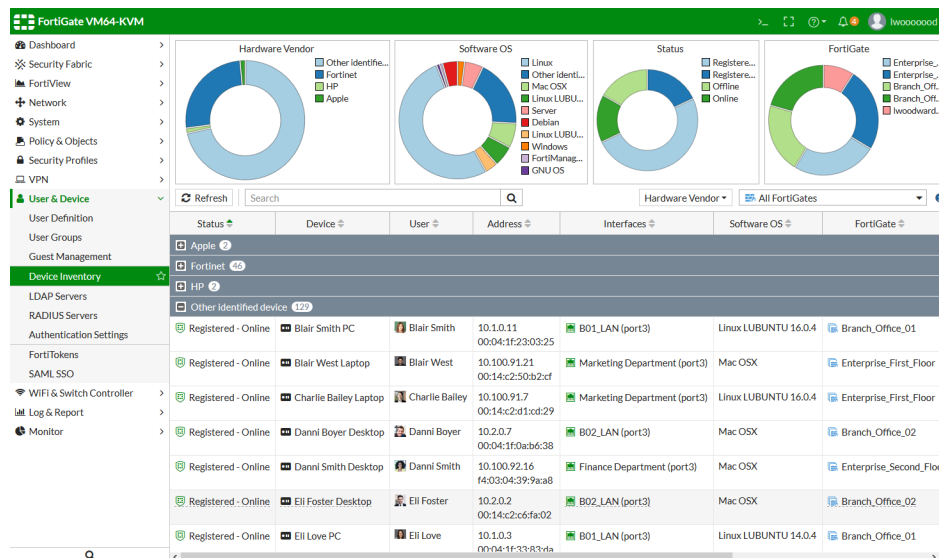 FortiGate VM64-KVM
>_
4
lwooooood
Dashboard
Security Fabric
FortiView
Network
System
Policy & Objects
Security Profiles
VPN
User & Device
User Definition
User Groups
Guest Management
Device Inventory
LDAP Servers
RADIUS Servers
Authentication Settings
FortiTokens
SAML SSO
WiFi & Switch Controller
Log & Report
Monitor
Hardware Vendor
Other identifie...
Fortinet
HP
Apple
Software OS
Linux
Other identi...
Mac OSX
Linux LUBU...
Server
Debian
Linux LUBU...
Windows
FortiManag...
GNU OS
Status
Registere...
Registere...
Offline
Online
FortiGate
Enterprise_...
Enterprise_...
Branch_Off...
Branch_Off...
lwoodward...
Refresh
Search
Hardware Vendor
All FortiGates
Status Device User Address Interfaces Software OS FortiGate
Apple 2
Fortinet 46
HP 2
Other identified device 129
Registered - Online Blair Smith PC Blair Smith 10.1.0.11 B01_LAN (port3) Linux LUBUNTU 16.0.4 Branch_Office_01
00:04:1f:23:03:25
Registered - Online Blair West Laptop Blair West 10.100.91.21 Marketing Department (port3) Mac OSX Enterprise_First_Floor
00:14:c2:50:b2:cf
Registered - Online Charlie Bailey Laptop Charlie Bailey 10.100.91.7 Marketing Department (port3) Linux LUBUNTU 16.0.4 Enterprise_First_Floor
00:14:c2:d1:cd:29
Registered - Online Danni Boyer Desktop Danni Boyer 10.2.0.7 B02_LAN (port3) Mac OSX Branch_Office_02
00:04:1f:0a:b6:38
Registered - Online Danni Smith Desktop Danni Smith 10.100.92.16 Finance Department (port3) Mac OSX Enterprise_Second_Floo
f4:03:04:39:9a:a8
Registered - Online Eli Foster Desktop Eli Foster 10.2.0.2 B02_LAN (port3) Mac OSX Branch_Office_02
00:14:c2:c6:fa:02
Registered - Online Eli Love PC Eli Love 10.1.0.3 B01_LAN (port3) Linux LUBUNTU 14.0.4 Branch_Office_01
00:04:1f:33:83:da